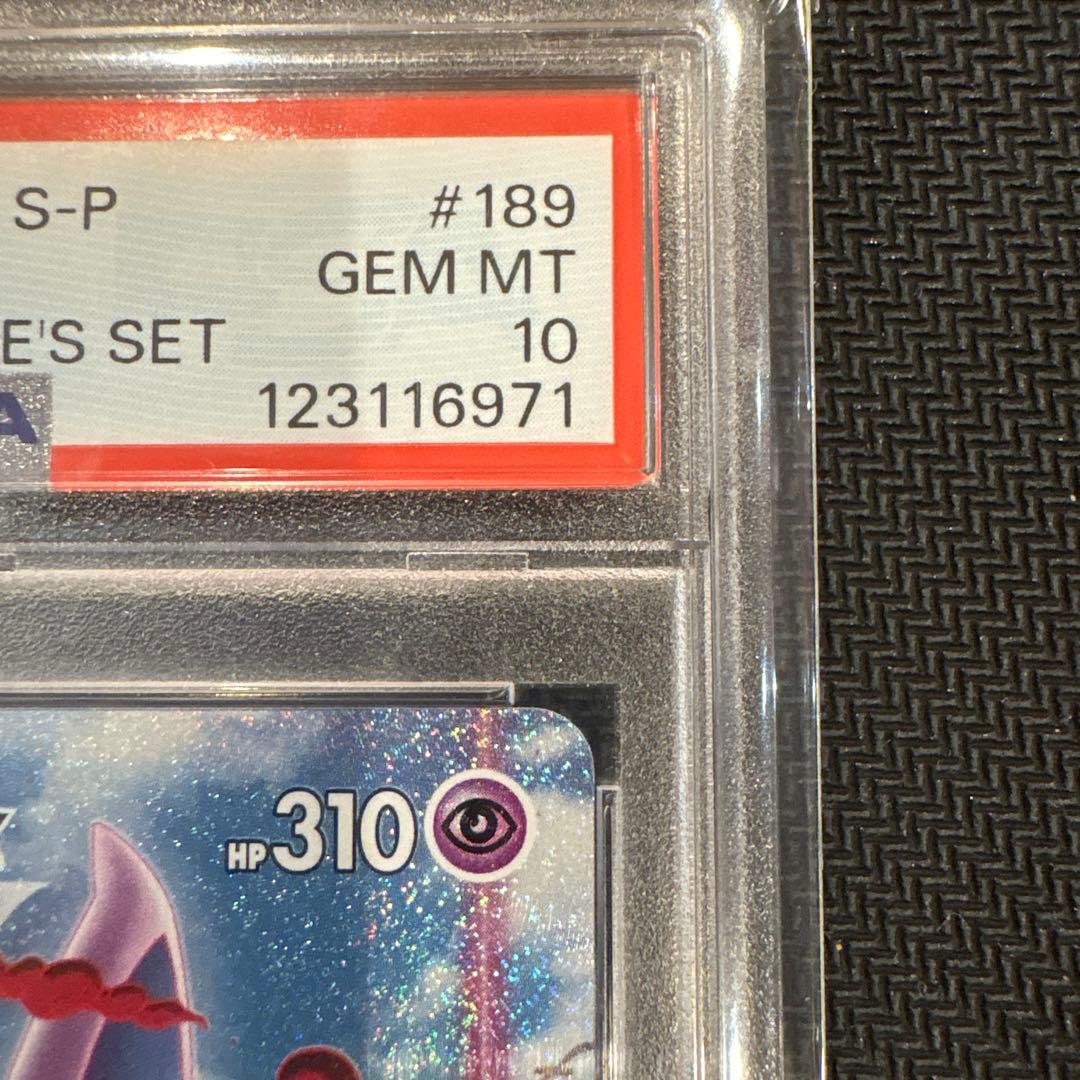 S-P #189
GEM MT
E'S SET 10
A 123116971
HP310